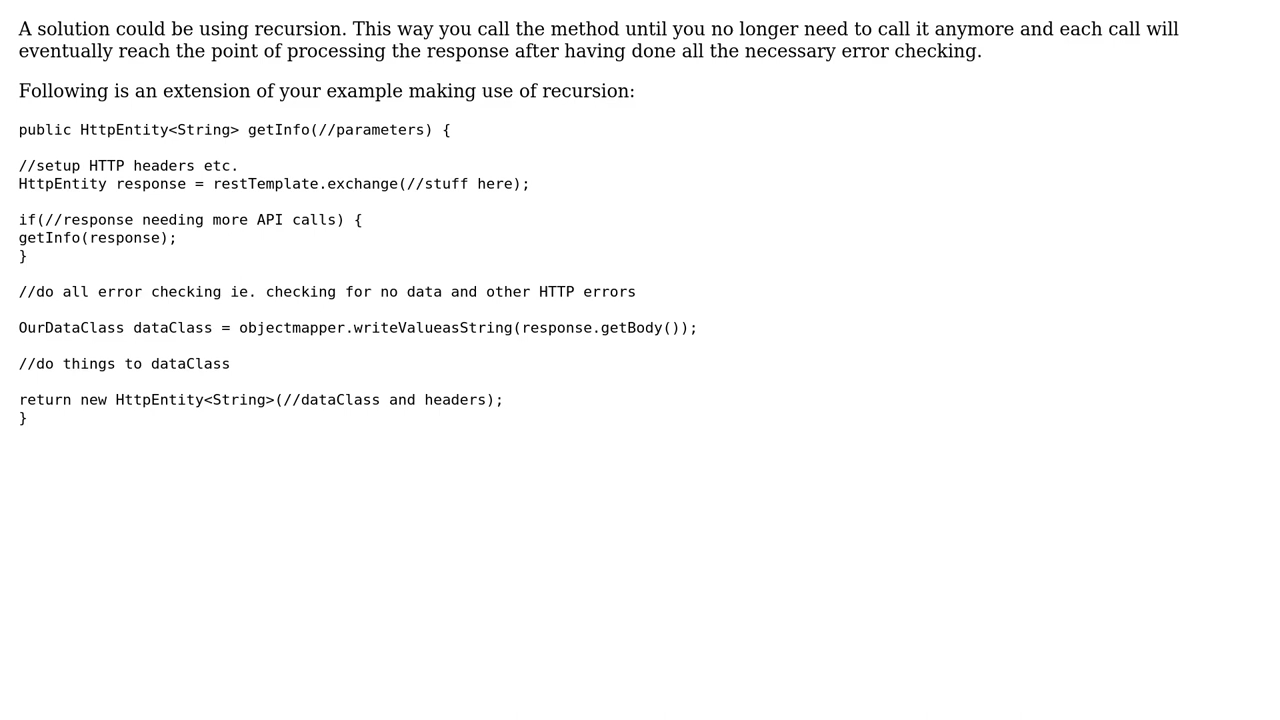 A solution could be using recursion. This way you call the method until you no longer need to call it anymore and each call will
eventually reach the point of processing the response after having done all the necessary error checking.
Following is an extension of your example making use of recursion:
public HttpEntity<String> getInfo(//parameters) {
//setup HTTP headers etc.
HttpEntity response = restTemplate.exchange(//stuff here);
if(//response needing more API calls) {
getInfo(response);
}
//do all error checking ie. checking for no data and other HTTP errors
OurDataClass dataClass = objectmapper.writeValueasString(response.getBody());
//do things to dataClass
return new HttpEntity<String>(//dataClass and headers);
}